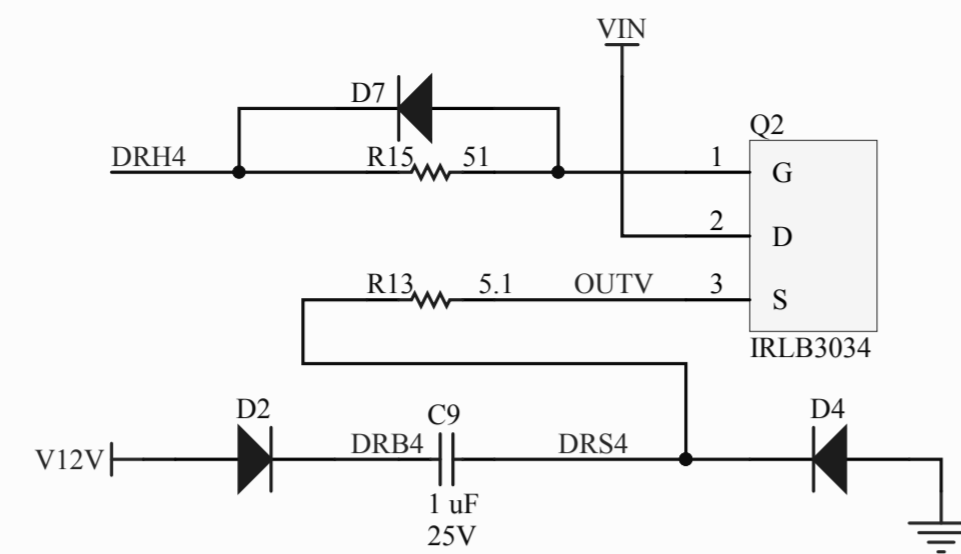 VIN
D7
Q2
DRH4
R15 51
1
G
2
D
R13 5.1 OUTV
3
S
IRLB3034
D2
C9
D4
V12V
DRB4
DRS4
1 uF
25V